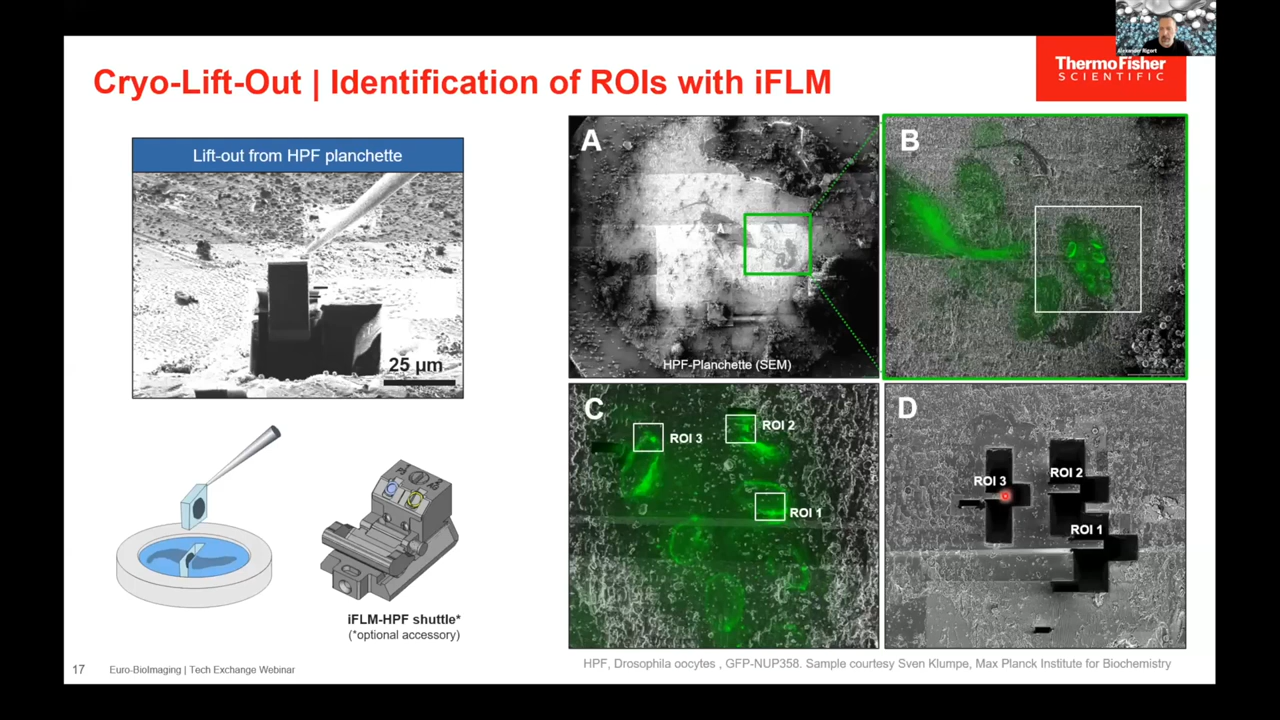 Alexander Rigort
ThermoFisher
SCIENTIFIC
Cryo-Lift-Out | Identification of ROIs with iFLM
Lift-out from HPF planchette
25 µm
iFLM-HPF shuttle*
(*optional accessory)
A
A
HPF-Planchette (SEM)
B
C
ROI 3
ROI 2
ROI 1
D
ROI 3
ROI 2
ROI 1
HPF, Drosophila oocytes , GFP-NUP358. Sample courtesy Sven Klumpe, Max Planck Institute for Biochemistry
17
Euro-BioImaging | Tech Exchange Webinar